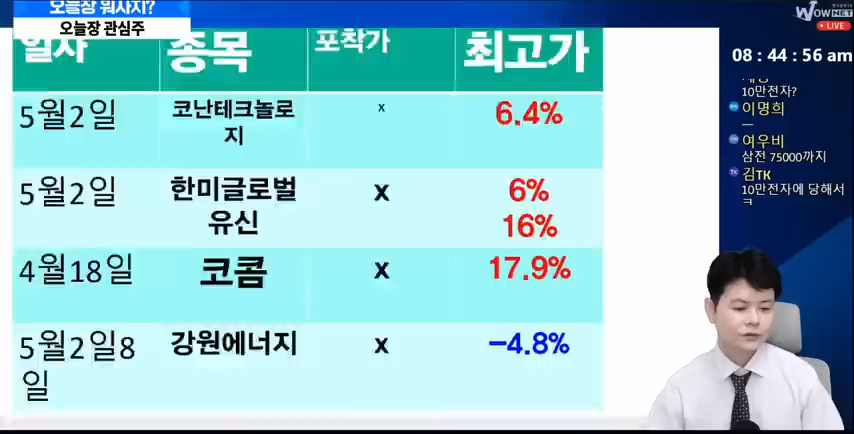 오늘장 뭐사지?
오늘장 관심주
일자 종목 포착가 최고가
5월2일 코난테크놀로 x 6.4%
지
5월2일 한미글로벌 x 6%
유신 16%
4월18일 코콤 x 17.9%
5월2일8 강원에너지 x -4.8%
일
WOWNET
LIVE
08 : 44 : 56 am
10만전자?
이명희
ㅡ
여우비
삼전 75000까지
TK 김TK
10만전자에 당해서
ㅋ